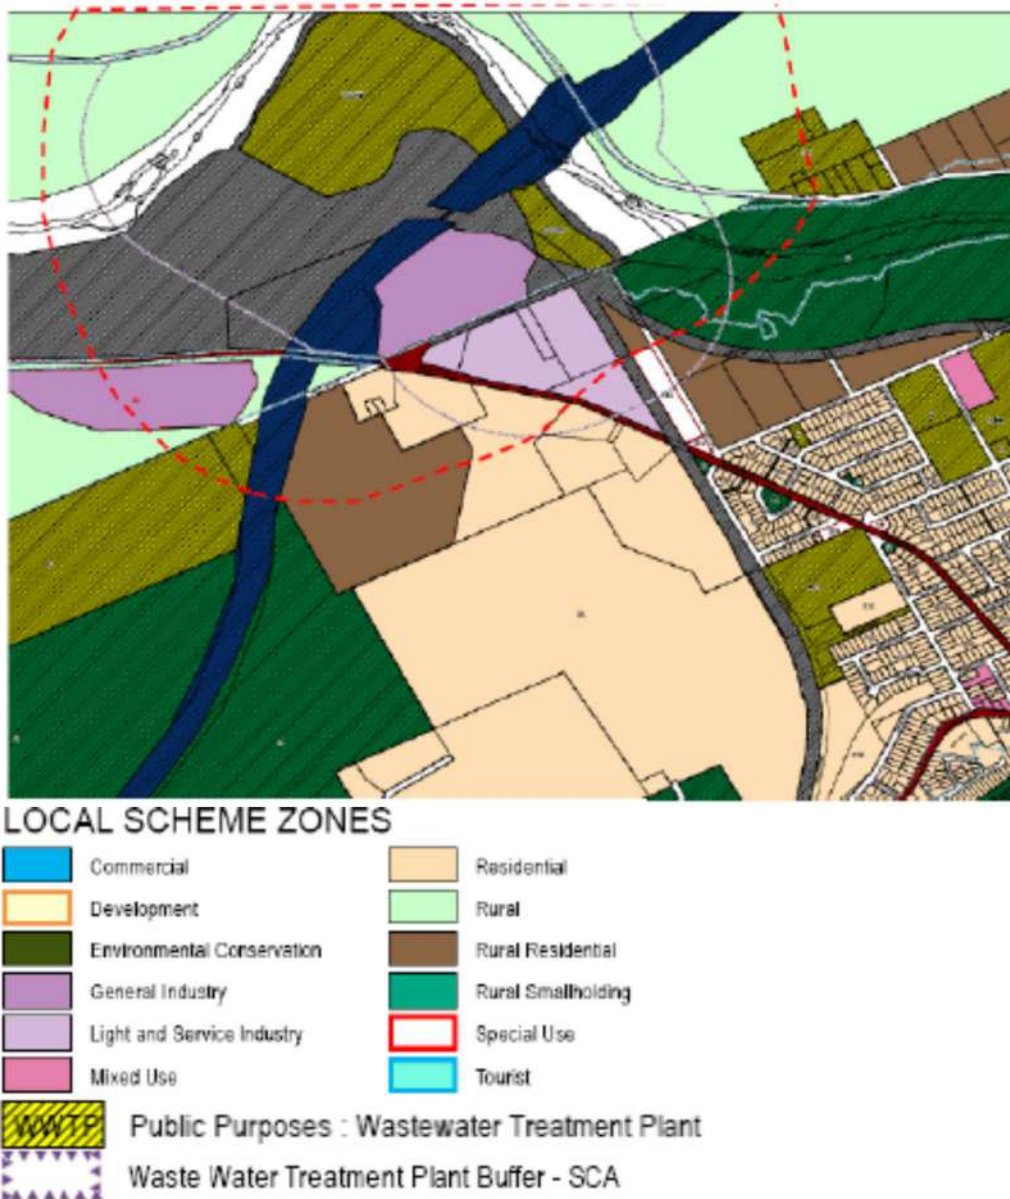 LOCAL SCHEME ZONES
Commercial
Development
Environmental Conservation
General Industry
Light and Service Industry
Mixed Use
Residential
Rural
Rural Residential
Rural Smallholding
Special Use
Tourist
WWTP Public Purposes : Wastewater Treatment Plant
Waste Water Treatment Plant Buffer - SCA